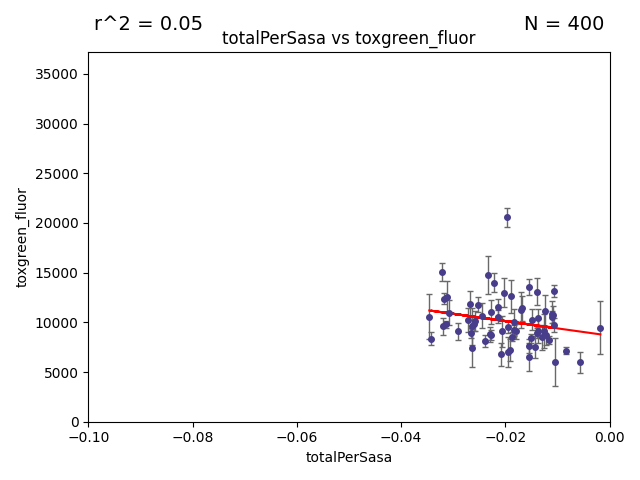 r^2 = 0.05
N = 400
totalPerSasa vs toxgreen_fluor
35000
30000
25000
20000
15000
10000
5000
0
toxgreen_fluor
−0.10
−0.08
−0.06
−0.04
−0.02
0.00
totalPerSasa